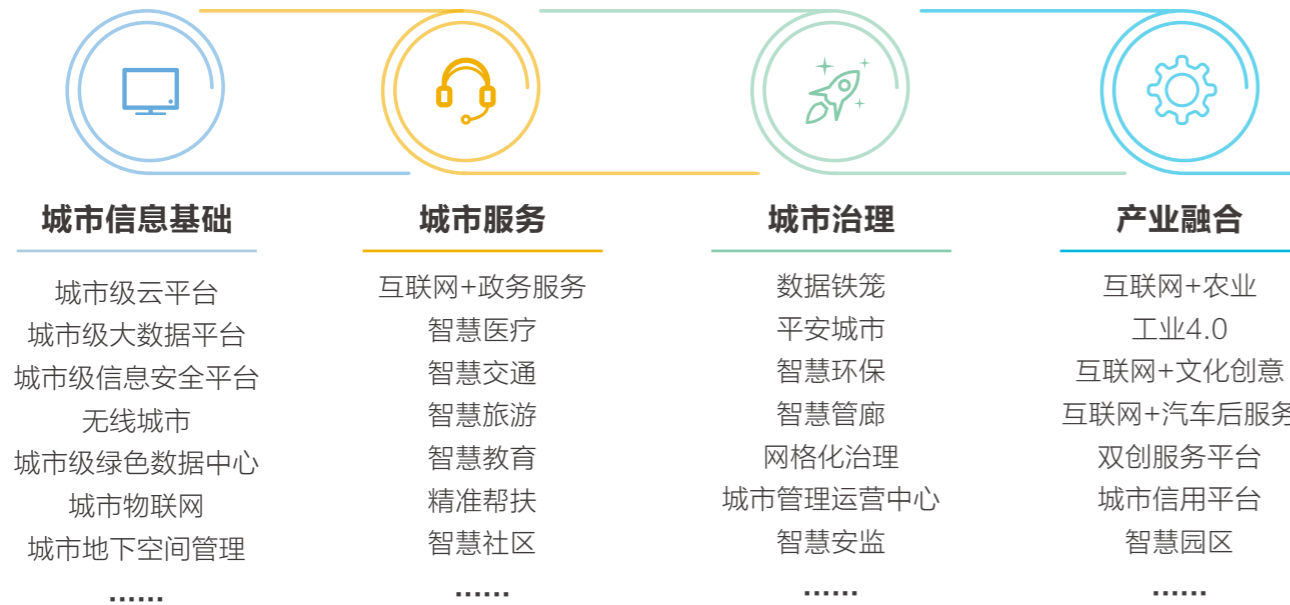 城市信息基础
城市级云平台
城市级大数据平台
城市级信息安全平台
无线城市
城市级绿色数据中心
城市物联网
城市地下空间管理
......
城市服务
互联网+政务服务
智慧医疗
智慧交通
智慧旅游
智慧教育
精准帮扶
智慧社区
......
城市治理
数据铁笼
平安城市
智慧环保
智慧管廊
网格化治理
城市管理运营中心
智慧安监
......
产业融合
互联网+农业
工业4.0
互联网+文化创意
互联网+汽车后服务
双创服务平台
城市信用平台
智慧园区
......